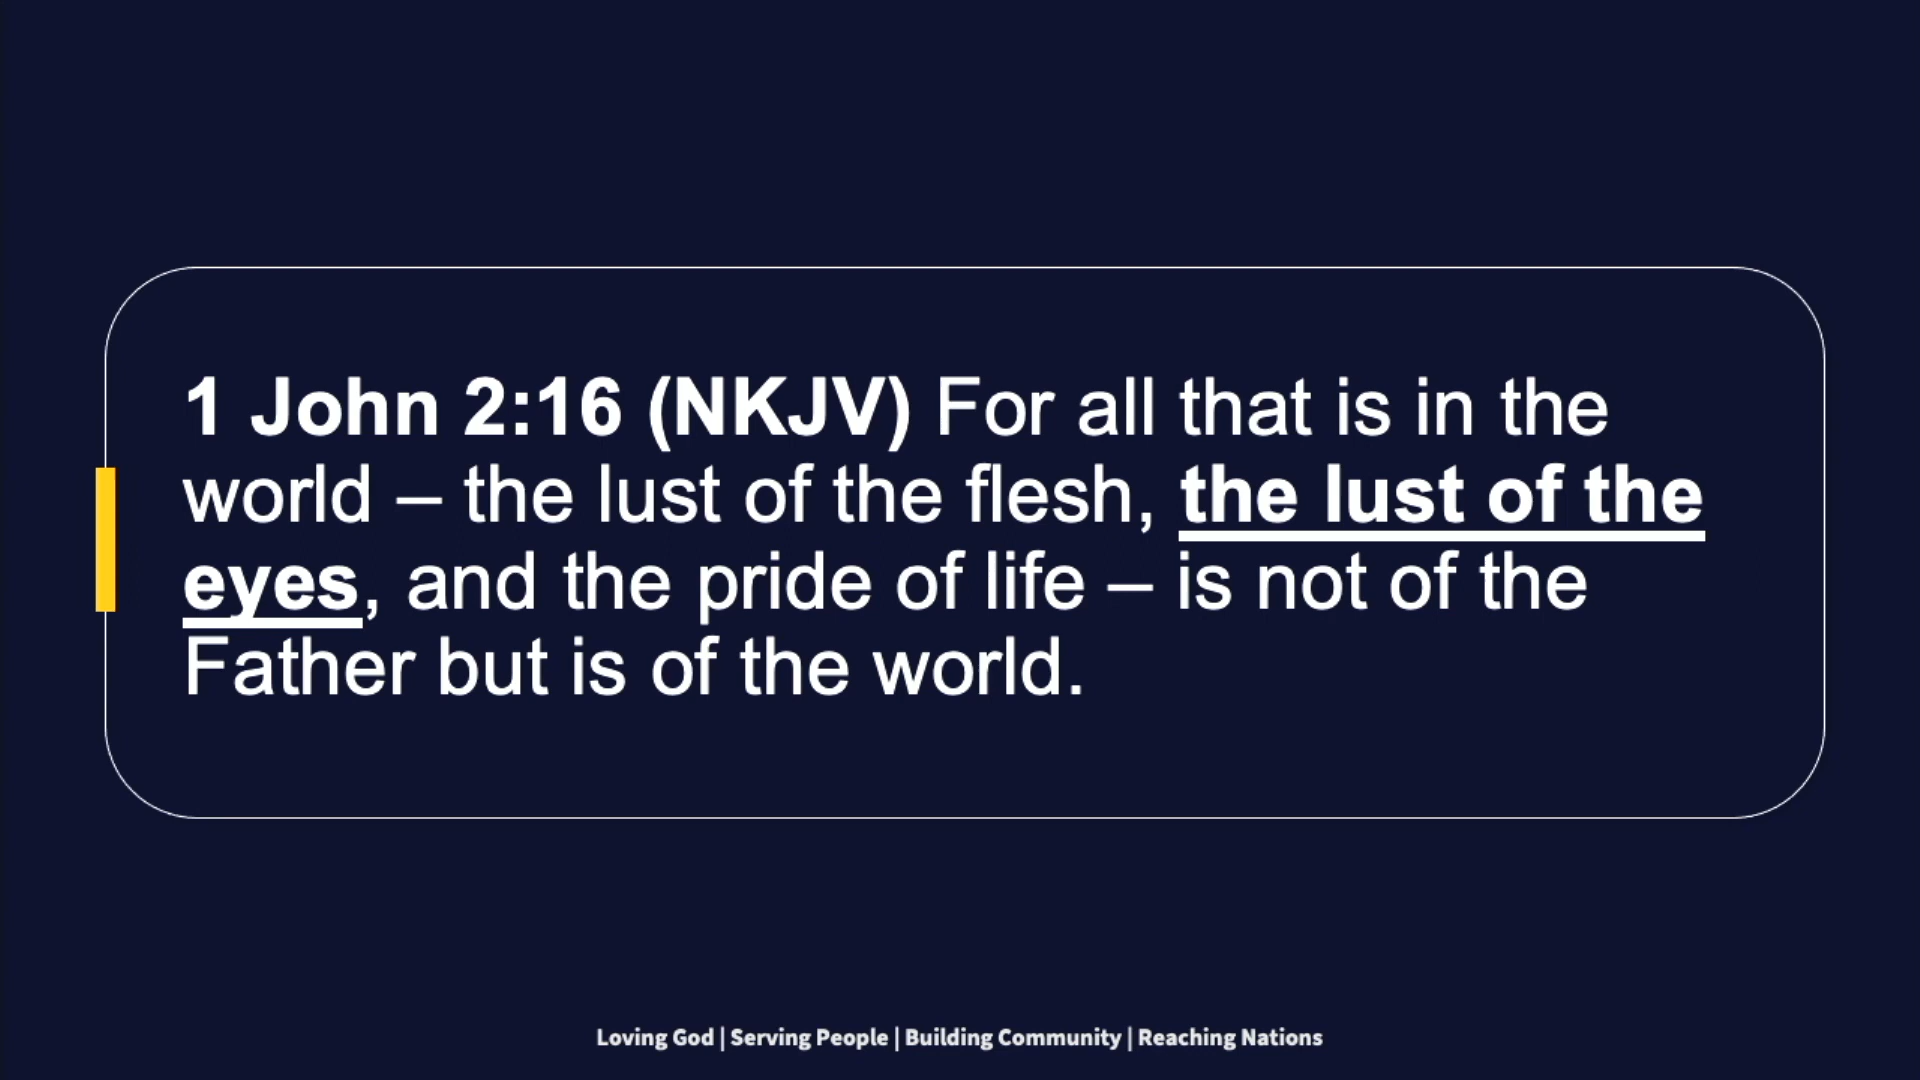 1 John 2:16 (NKJV) For all that is in the
world – the lust of the flesh, the lust of the
eyes, and the pride of life – is not of the
Father but is of the world.
Loving God | Serving People | Building Community | Reaching Nations